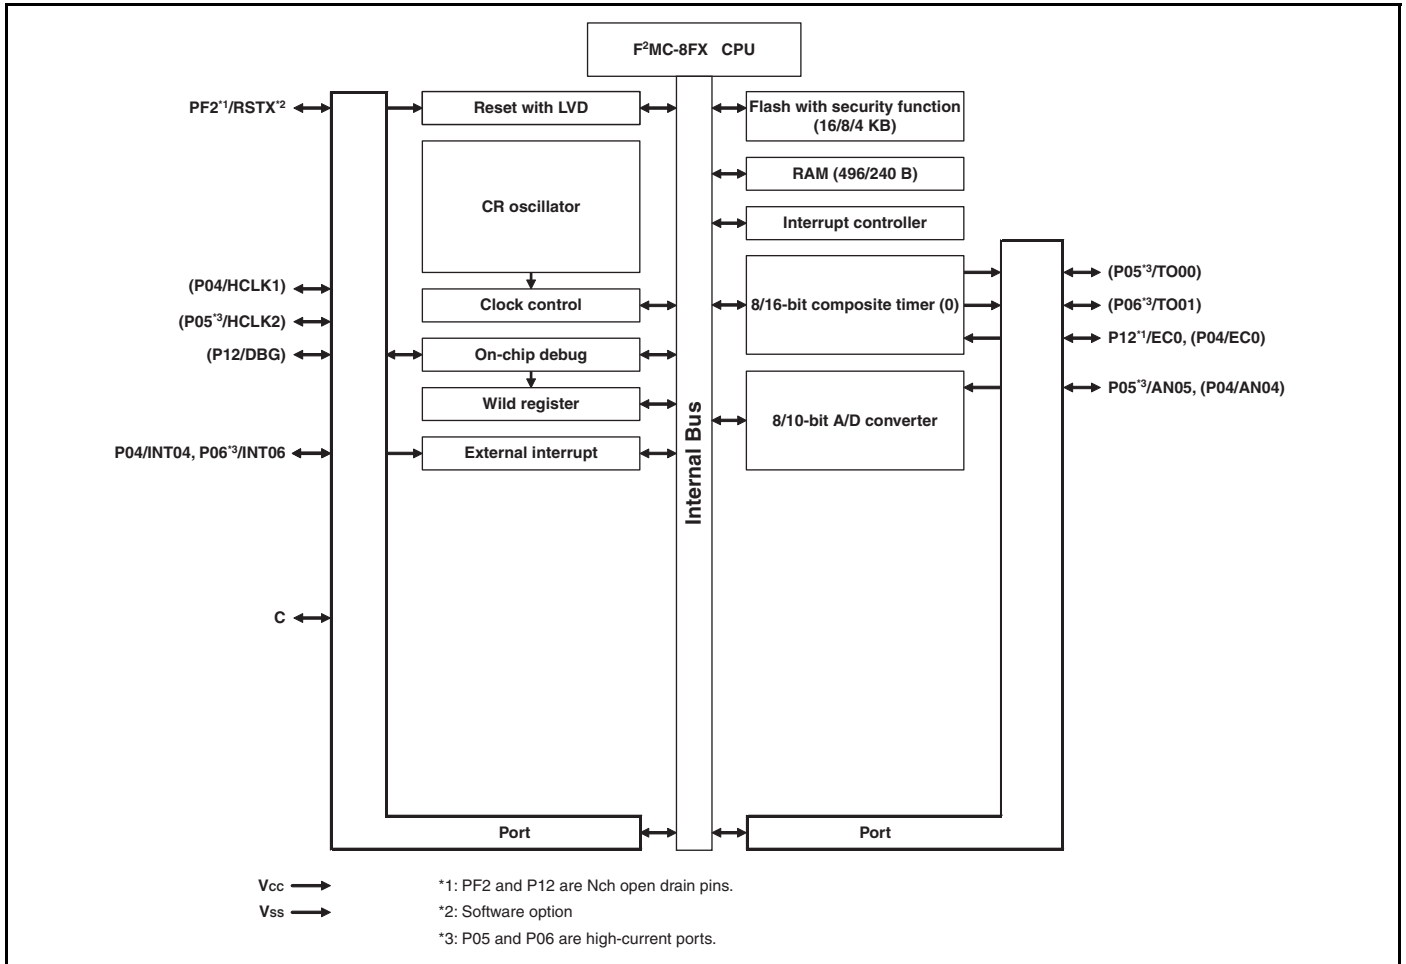 F²MC-8FX CPU
PF2*1/RSTX*2
Reset with LVD
Flash with security function
(16/8/4 KB)
RAM (496/240 B)
CR oscillator
Interrupt controller
(P04/HCLK1)
(P05*3/HCLK2)
(P12/DBG)
Clock control
8/16-bit composite timer (0)
(P05*3/TO00)
(P06*3/TO01)
P12*1/EC0, (P04/EC0)
On-chip debug
Wild register
P05*3/AN05, (P04/AN04)
8/10-bit A/D converter
P04/INT04, P06*3/INT06
External interrupt
Internal Bus
C
Port
Port
Vcc
Vss
*1: PF2 and P12 are Nch open drain pins.
*2: Software option
*3: P05 and P06 are high-current ports.